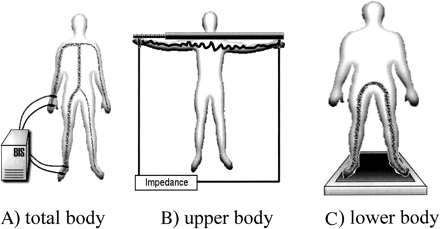 BIS
Impedance
A) total body
B) upper body
C) lower body